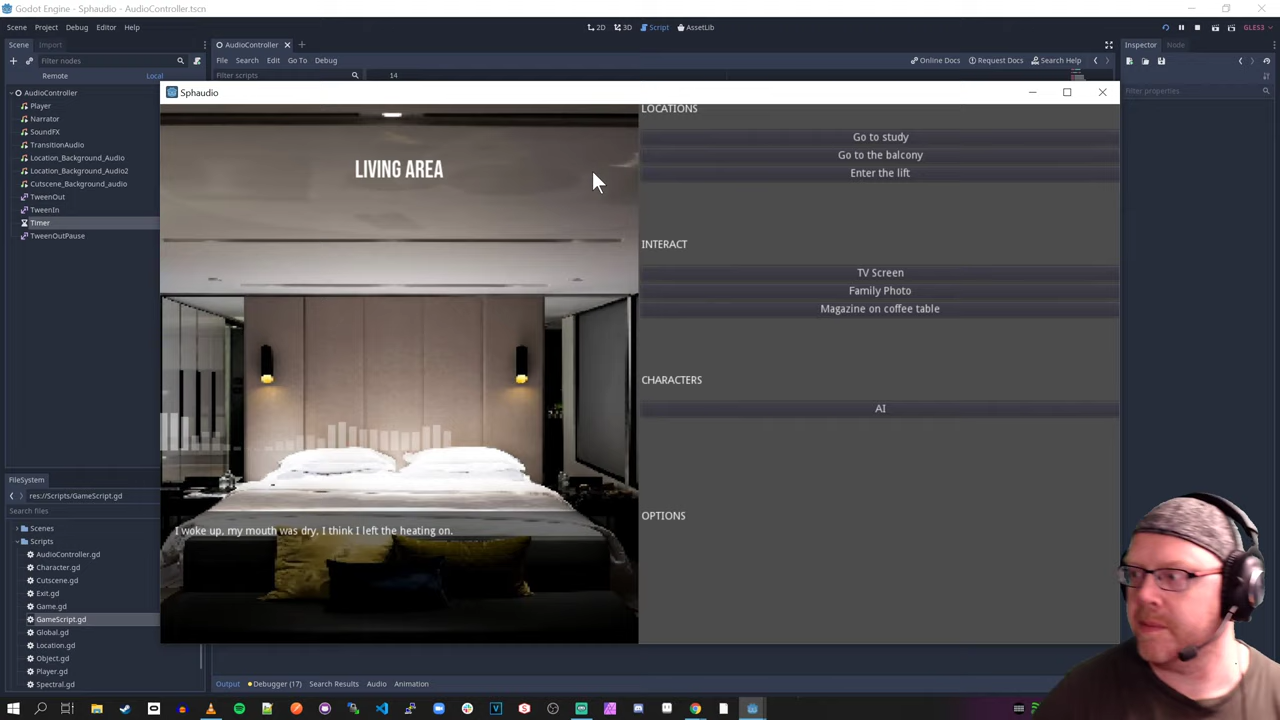 Godot Engine - Sphaudio - AudioController.tscn
Scene Project Debug Editor Help
2D 3D Script AssetLib
GLES3
Scene Import
AudioController
Inspector Node
Filter nodes
File Edit Search Go To Debug
Online Docs Request Docs Search Help
Remote Local
Filter scripts
14
Filter properties
AudioController
Player
Narrator
SoundFX
TransitionAudio
Location_Background_Audio
Location_Background_Audio2
Cutscene_Background_audio
TweenOut
TweenIn
Timer
TweenOutPause
Sphaudio
LIVING AREA
I woke up, my mouth was dry, I think I left the heating on.
LOCATIONS
Go to study
Go to the balcony
Enter the lift
INTERACT
TV Screen
Family Photo
Magazine on coffee table
CHARACTERS
AI
OPTIONS
FileSystem
res://Scripts/GameScript.gd
Search files
Scenes
Scripts
AudioController.gd
Character.gd
Cutscene.gd
Exit.gd
Game.gd
GameScript.gd
Global.gd
Location.gd
Object.gd
Player.gd
Spectral.gd
Output Debugger (17) Search Results Audio Animation